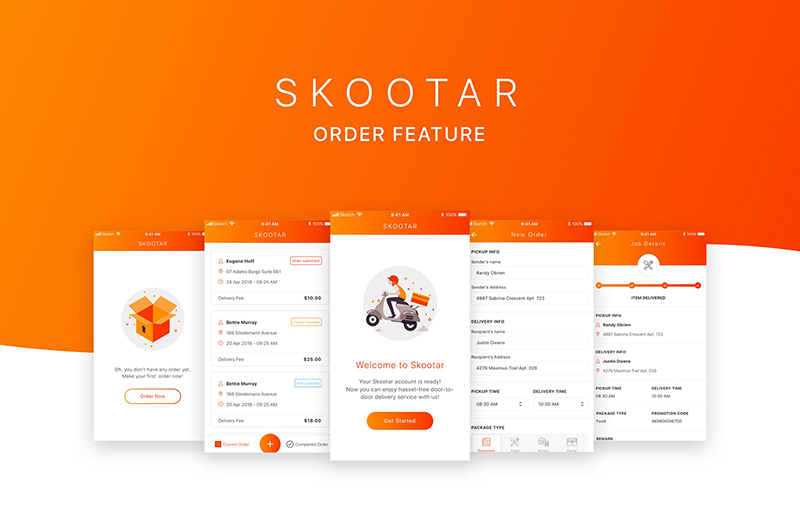 SKOOTAR
ORDER FEATURE
Sketch 9:41 AM 100%
SKOOTAR
Oh, you don't have any order yet.
Make your first order now!
Order Now
Sketch 9:41 AM 100%
SKOOTAR
Eugene Huff
Order submitted
07 Adams Burgs Suite 661
24 Apr 2018 - 09:25 AM
Delivery Fee $10.00
Bettie Murray
168 Stiedemann Avenue
20 Apr 2018 - 09:25 AM
Delivery Fee $25.00
Bettie Murray
168 Stiedemann Avenue
20 Apr 2018 - 09:25 AM
Delivery Fee $18.00
Current Order
+
Completed Order
Sketch 9:41 AM 100%
SKOOTAR
Welcome to Skootar
Your Skootar account is ready!
Now you can enjoy hassel-free door-to-
door delivery service with us!
Get Started
9:41 AM 100%
New Order
PICKUP INFO
Sender's name
Randy Obrien
Sender's Address
4987 Sabrina Crescent Apt. 723
DELIVERY INFO
Recipient's name
Justin Owens
Recipient's Address
4276 Maximus Trail Apt. 026
PICKUP TIME DELIVERY TIME
08:30 AM 10:30 AM
PACKAGE TYPE
Document Food Parcel
Sketch 9:41 AM 100%
Job Details
ITEM DELIVERED
PICKUP INFO
Randy Obrien
4987 Sabrina Crescent Apt. 723
DELIVERY INFO
Justin Owens
4276 Maximus Trail Apt. 026
PICKUP TIME DELIVERY TIME
08:30 AM 10:30 AM
PACKAGE TYPE PROMOTION CODE
Food
REMARK